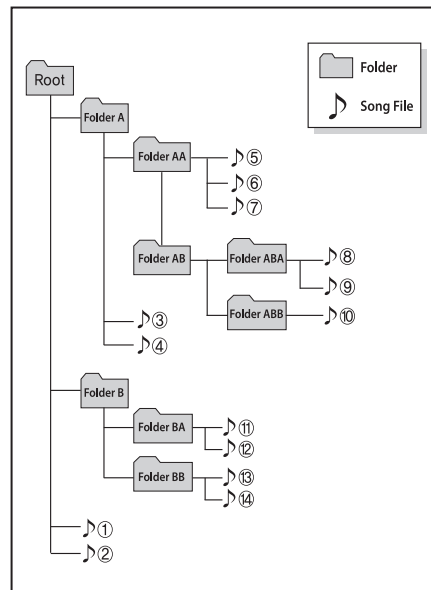 Root
Folder
Song File
Folder A
Folder AA
⑤
⑥
⑦
Folder AB
Folder ABA
⑧
⑨
Folder ABB
⑩
③
④
Folder B
Folder BA
⑪
⑫
Folder BB
⑬
⑭
①
②